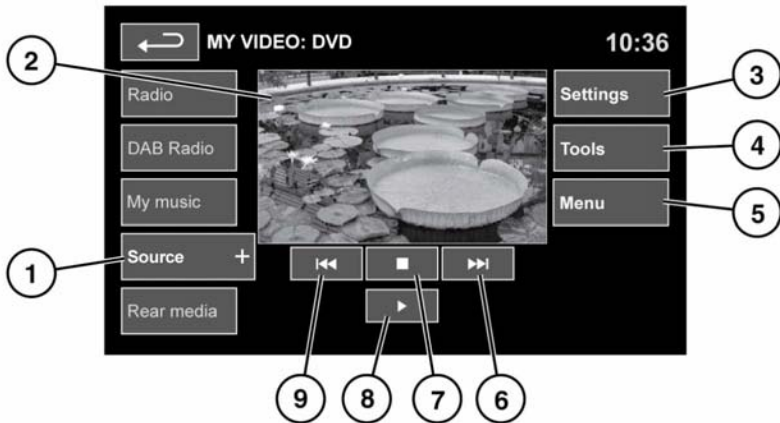 MY VIDEO: DVD 10:36
2
3
Radio
Settings
DAB Radio
Tools
4
My music
Menu
5
1
Source +
Rear media
9 8 7 6